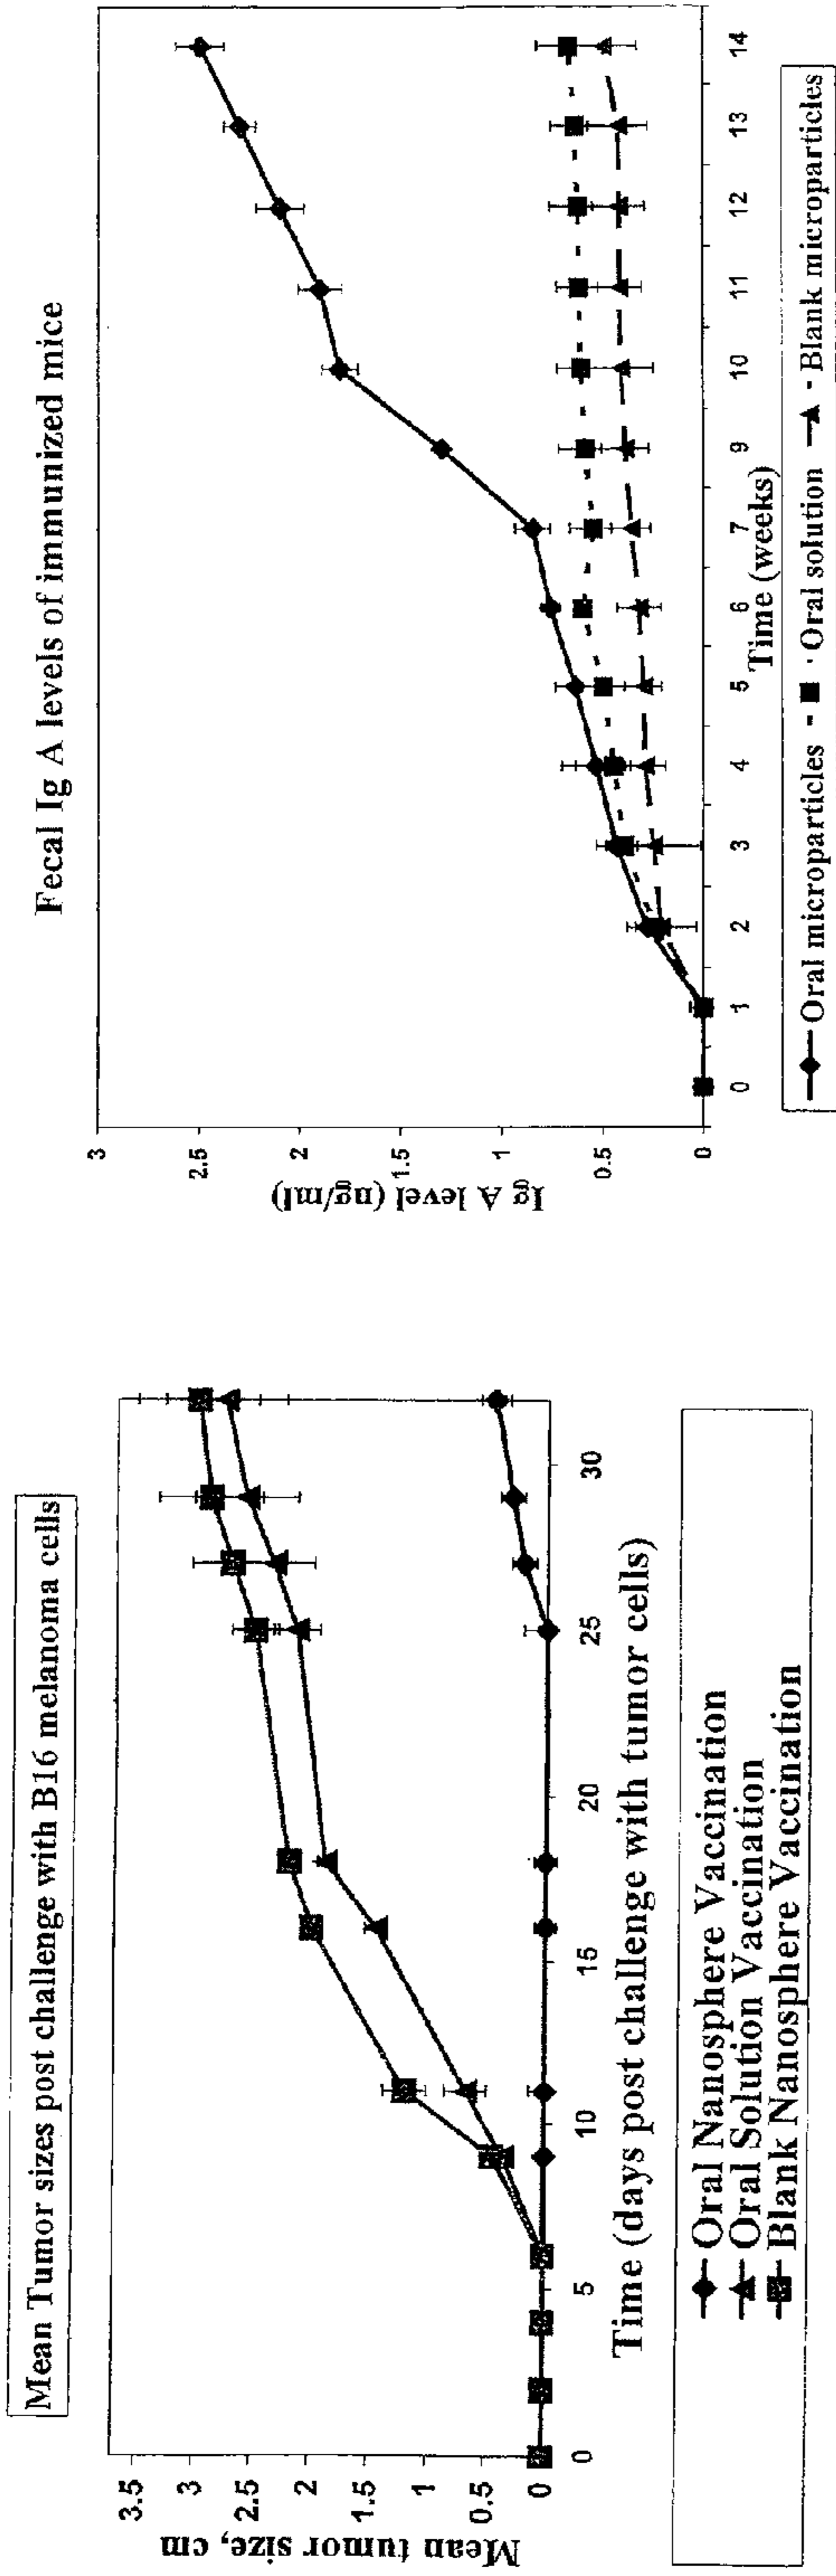 Mean Tumor sizes post challenge with B16 melanoma cells
Mean tumor size, cm
3.5
3
2.5
2
1.5
1
0.5
0
0 5 10 15 20 25 30
Time (days post challenge with tumor cells)
Oral Nanosphere Vaccination
Oral Solution Vaccination
Blank Nanosphere Vaccination
Fecal Ig A levels of immunized mice
Ig A level (ng/ml)
3
2.5
2
1.5
1
0.5
0
0 1 2 3 4 5 6 7 9 10 11 12 13 14
Time (weeks)
Oral microparticles Oral solution Blank microparticles